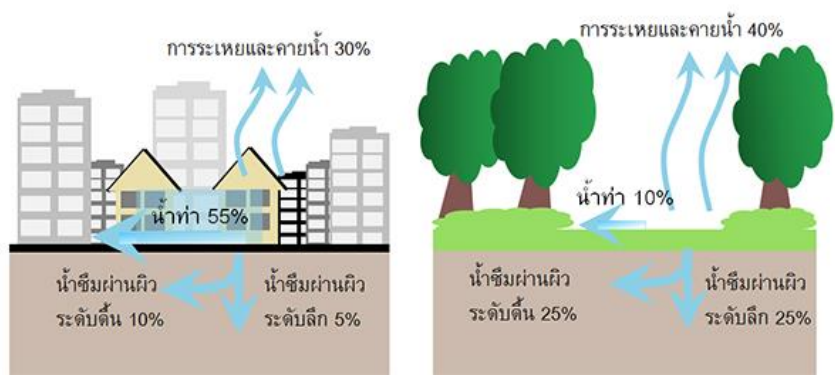 การระเหยและคายน้ำ 30%
น้ำท่า 55%
น้ำซึมผ่านผิว
ระดับตื้น 10%
น้ำซึมผ่านผิว
ระดับลึก 5%
การระเหยและคายน้ำ 40%
น้ำท่า 10%
น้ำซึมผ่านผิว
ระดับตื้น 25%
น้ำซึมผ่านผิว
ระดับลึก 25%